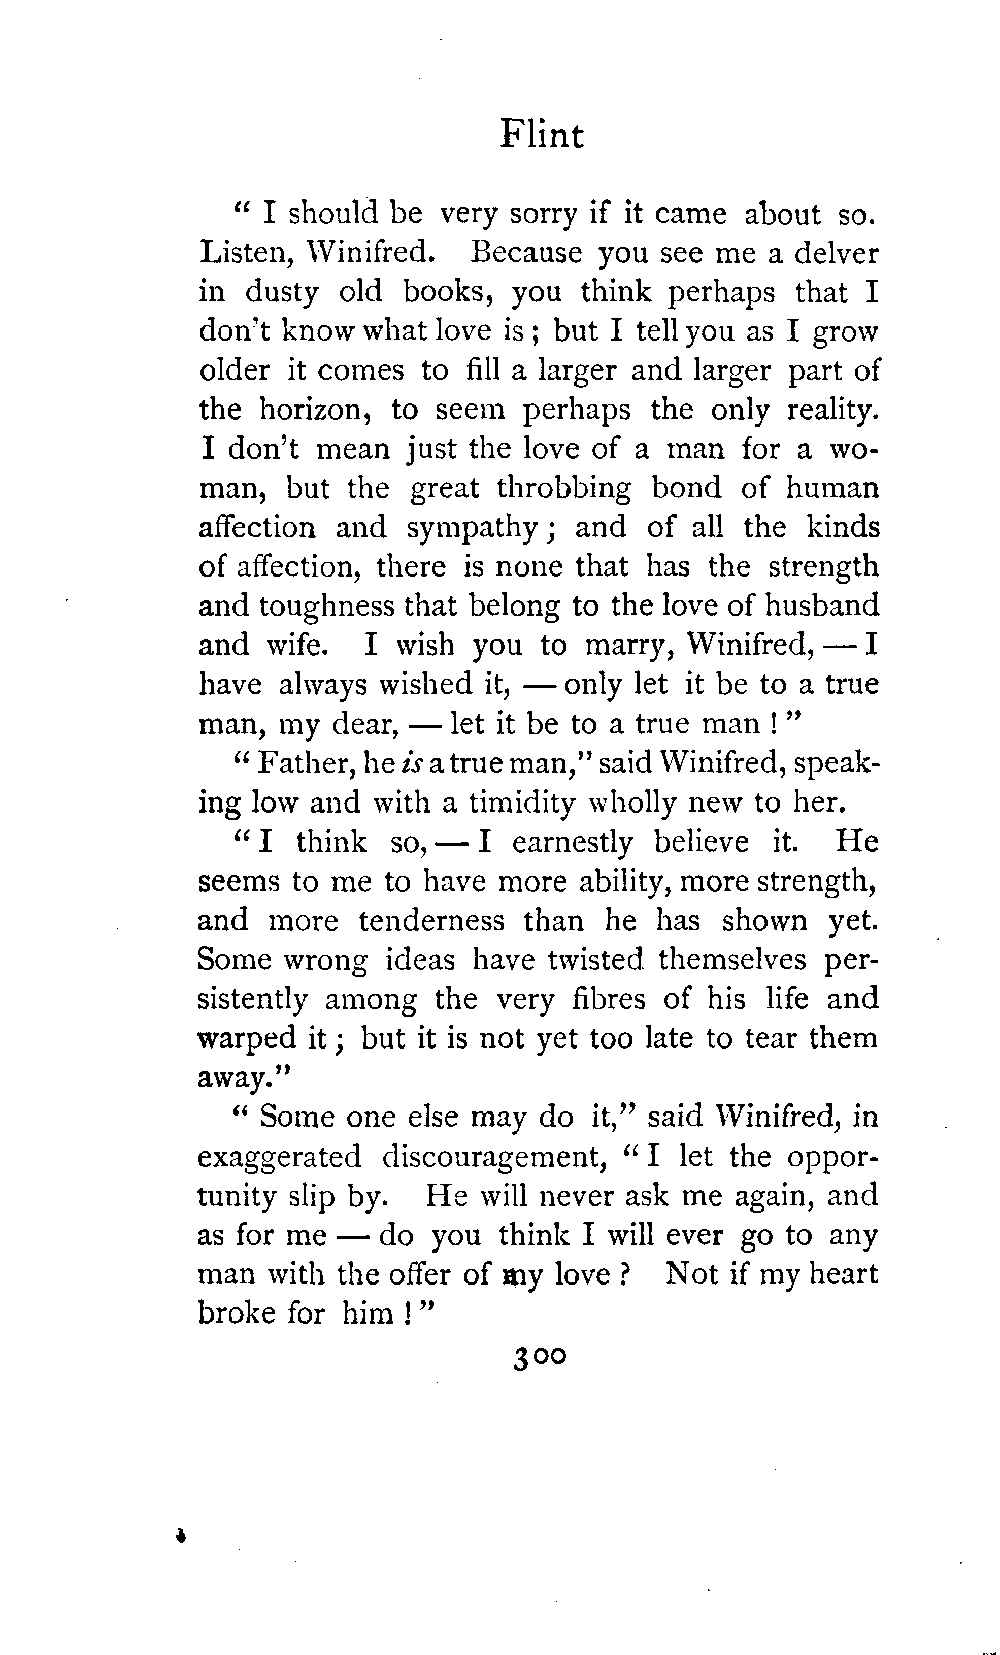 Flint
" I should be very sorry if it came about so.
Listen, Winifred. Because you see me a delver
in dusty old books, you think perhaps that I
don't know what love is ; but I tell you as I grow
older it comes to fill a larger and larger part of
the horizon, to seem perhaps the only reality.
I don't mean just the love of a man for a wo-
man, but the great throbbing bond of human
affection and sympathy ; and of all the kinds
of affection, there is none that has the strength
and toughness that belong to the love of husband
and wife. I wish you to marry, Winifred, — I
have always wished it, — only let it be to a true
man, my dear, — let it be to a true man ! "
" Father, he is a true man," said Winifred, speak-
ing low and with a timidity wholly new to her.
" I think so, — I earnestly believe it. He
seems to me to have more ability, more strength,
and more tenderness than he has shown yet.
Some wrong ideas have twisted themselves per-
sistently among the very fibres of his life and
warped it ; but it is not yet too late to tear them
away."
" Some one else may do it," said Winifred, in
exaggerated discouragement, " I let the oppor-
tunity slip by. He will never ask me again, and
as for me — do you think I will ever go to any
man with the offer of my love ? Not if my heart
broke for him ! "
300